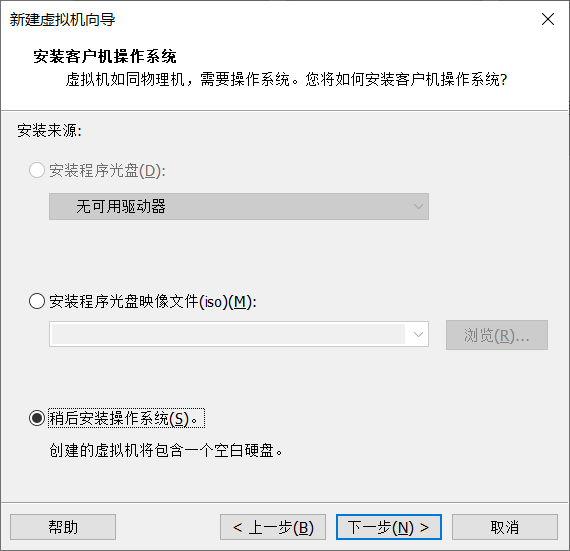 新建虚拟机向导
安装客户机操作系统
虚拟机如同物理机，需要操作系统。您将如何安装客户机操作系统?
安装来源:
安装程序光盘(D):
无可用驱动器
安装程序光盘映像文件(iso)(M):
浏览(R)...
稍后安装操作系统(S)。
创建的虚拟机将包含一个空白硬盘。
帮助
< 上一步(B)
下一步(N) >
取消